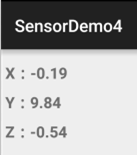 SensorDemo4
X : -0.19
Y : 9.84
Z : -0.54